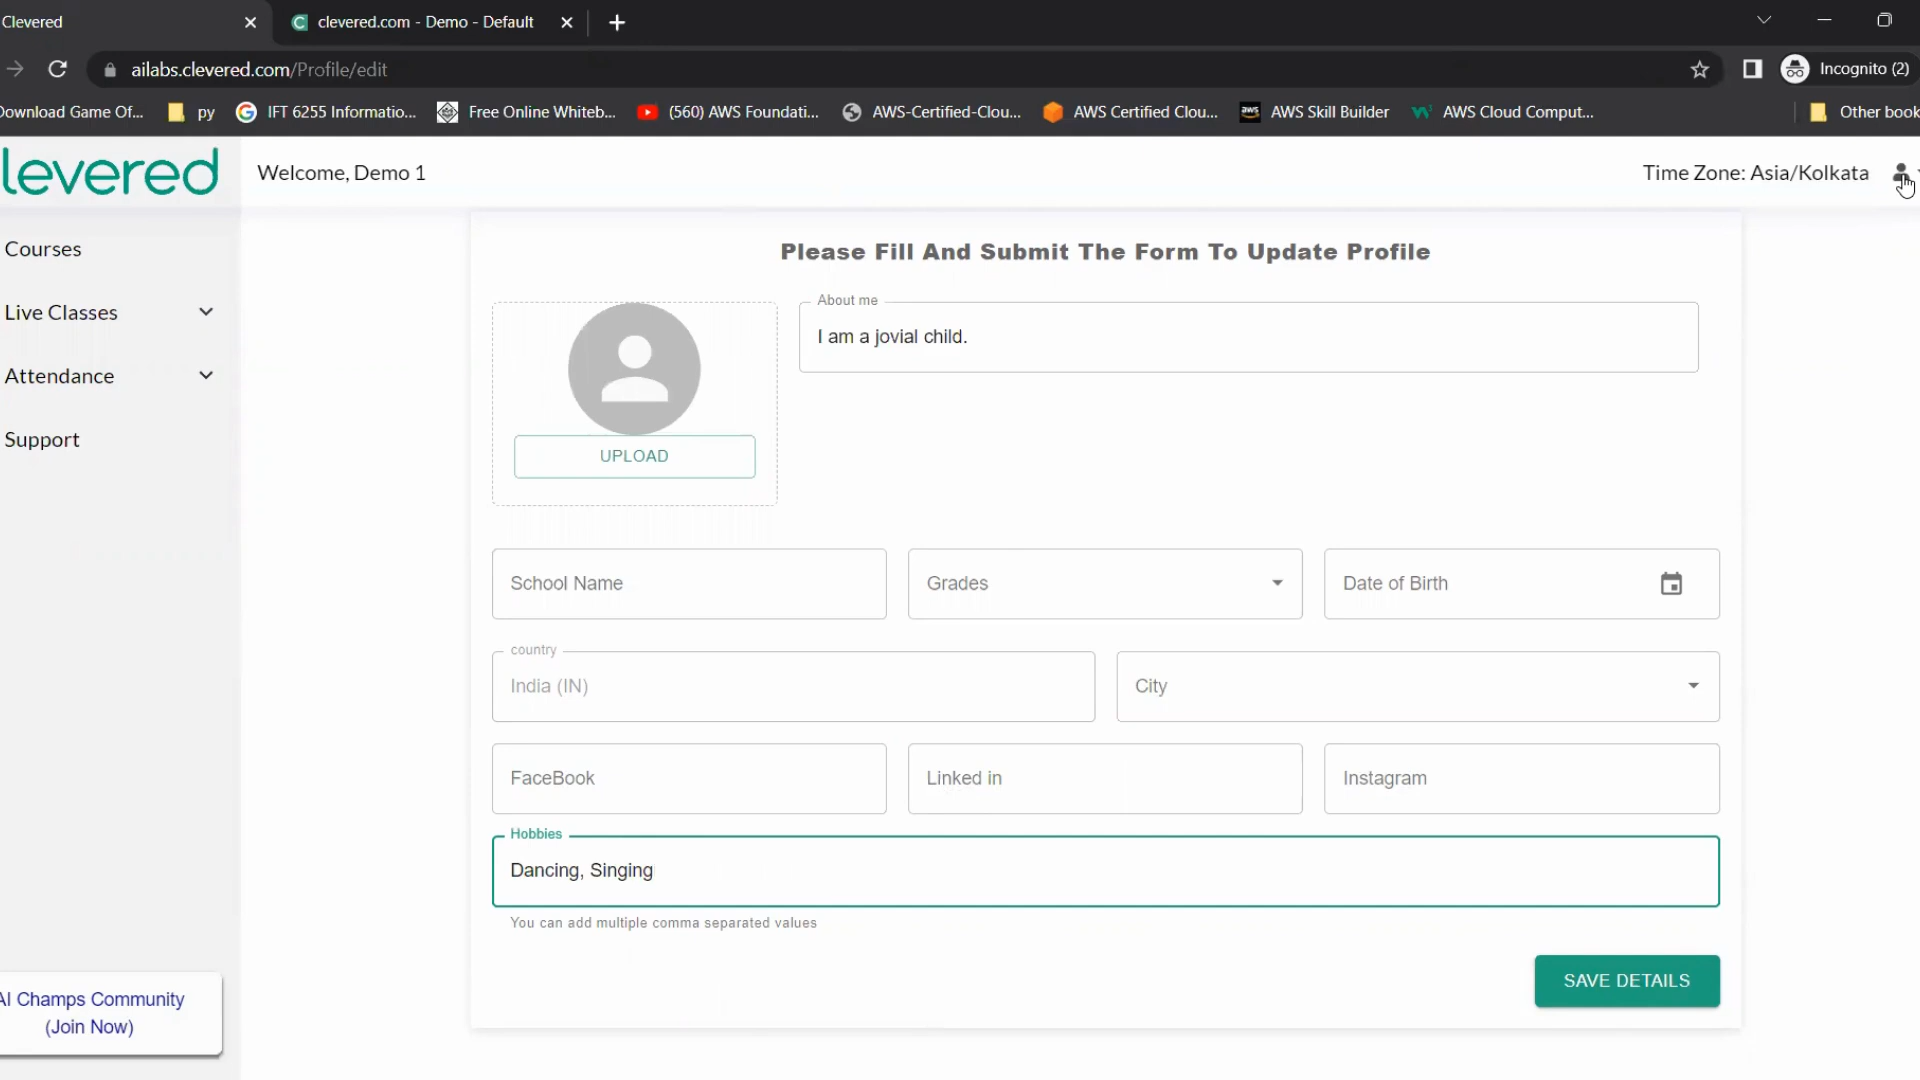 Clevered
clevered.com - Demo - Default
ailabs.clevered.com/Profile/edit
Incognito (2)
Download Game Of...
py
IFT 6255 Informatio...
Free Online Whiteb...
(560) AWS Foundati...
AWS-Certified-Clou...
AWS Certified Clou...
aws
AWS Skill Builder
AWS Cloud Comput...
Other book
levered
Welcome, Demo 1
Time Zone: Asia/Kolkata
Courses
Live Classes
Attendance
Support
AI Champs Community
(Join Now)
Please Fill And Submit The Form To Update Profile
UPLOAD
About me
I am a jovial child.
School Name
Grades
Date of Birth
country
India (IN)
City
FaceBook
Linked in
Instagram
Hobbies
Dancing, Singing
You can add multiple comma separated values
SAVE DETAILS